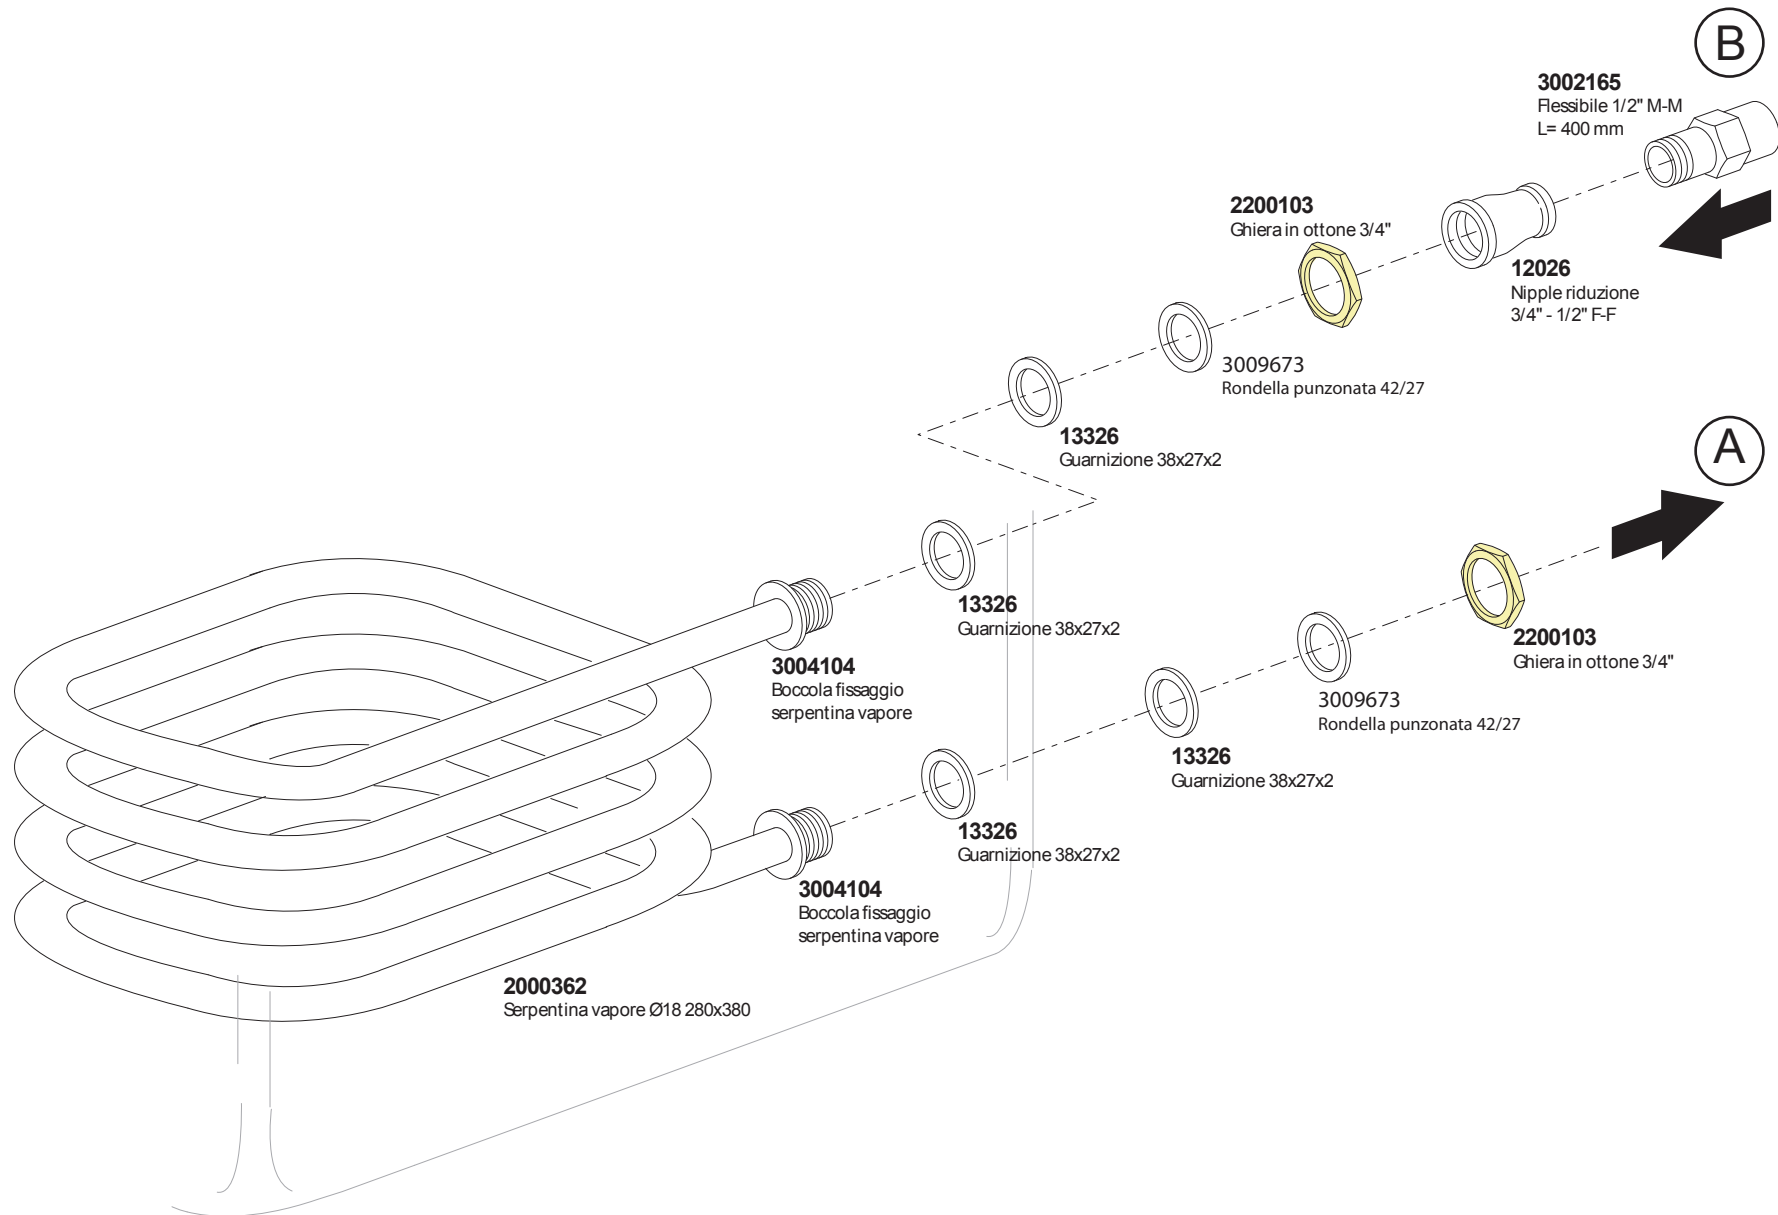 B
3002165
Flessibile 1/2" M-M
L= 400 mm
2200103
Ghiera in ottone 3/4"
12026
Nipple riduzione
3/4" - 1/2" F-F
3009673
Rondella punzonata 42/27
13326
Guarnizione 38x27x2
A
13326
Guarnizione 38x27x2
2200103
Ghiera in ottone 3/4"
3004104
Boccola fissaggio
serpentina vapore
3009673
Rondella punzonata 42/27
13326
Guarnizione 38x27x2
13326
Guarnizione 38x27x2
3004104
Boccola fissaggio
serpentina vapore
2000362
Serpentina vapore Ø18 280x380